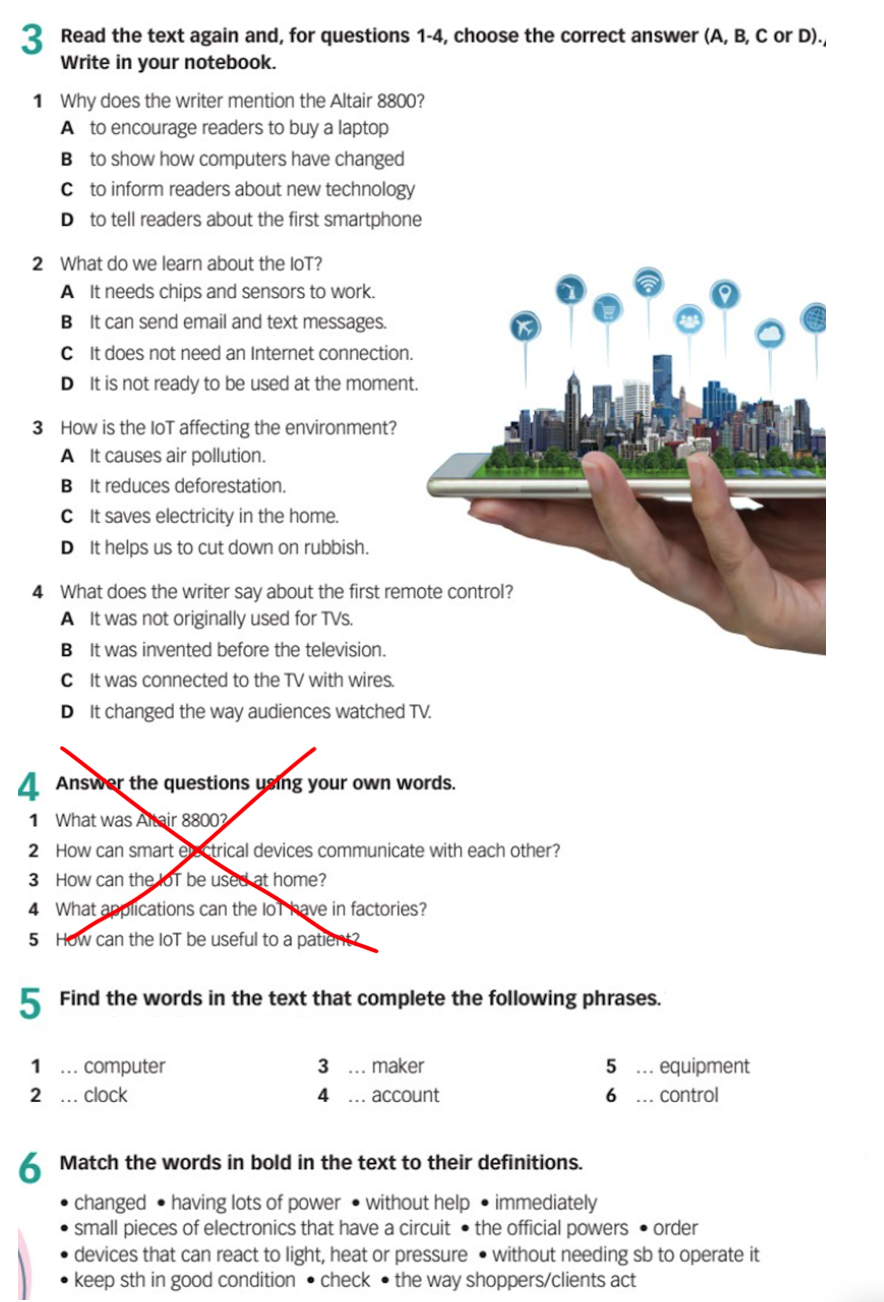 3 Read the text again and, for questions 1-4, choose the correct answer (A, B, C or D).
Write in your notebook.
1 Why does the writer mention the Altair 8800?
A to encourage readers to buy a laptop
B to show how computers have changed
C to inform readers about new technology
D to tell readers about the first smartphone
2 What do we learn about the IoT?
A It needs chips and sensors to work.
B It can send email and text messages.
C It does not need an Internet connection.
D It is not ready to be used at the moment.
3 How is the IoT affecting the environment?
A It causes air pollution.
B It reduces deforestation.
C It saves electricity in the home.
D It helps us to cut down on rubbish.
4 What does the writer say about the first remote control?
A It was not originally used for TVs.
B It was invented before the television.
C It was connected to the TV with wires.
D It changed the way audiences watched TV.
4 Answer the questions using your own words.
1 What was Altair 8800?
2 How can smart electrical devices communicate with each other?
3 How can the IoT be used at home?
4 What applications can the IoT have in factories?
5 How can the IoT be useful to a patient?
5 Find the words in the text that complete the following phrases.
1 ... computer 3 ... maker 5 ... equipment
2 ... clock 4 ... account 6 ... control
6 Match the words in bold in the text to their definitions.
• changed • having lots of power • without help • immediately
• small pieces of electronics that have a circuit • the official powers • order
• devices that can react to light, heat or pressure • without needing sb to operate it
• keep sth in good condition • check • the way shoppers/clients act